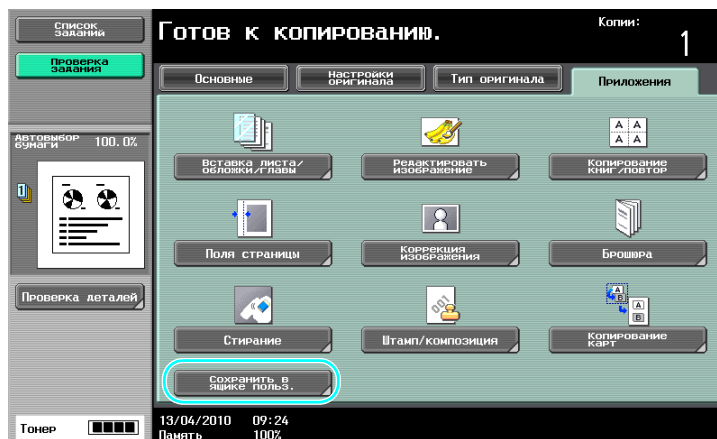 Список
заданий
Проверка
задания
Готов к копированию.
Копии:
1
Основные
Настройки
оригинала
Тип оригинала
Приложения
Автовыбор
бумаги
100.0%
1
Проверка деталей
Вставка листа/
обложки/главы
Редактировать
изображение
A A
A A
Копирование
книг/повтор
Поля страницы
Коррекция
изображения
Брошюра
Стирание
001
Штамп/композиция
A
B
A
B
Копирование
карт
Сохранить в
ящике польз.
Тонер
13/04/2010 09:24
Память 100%